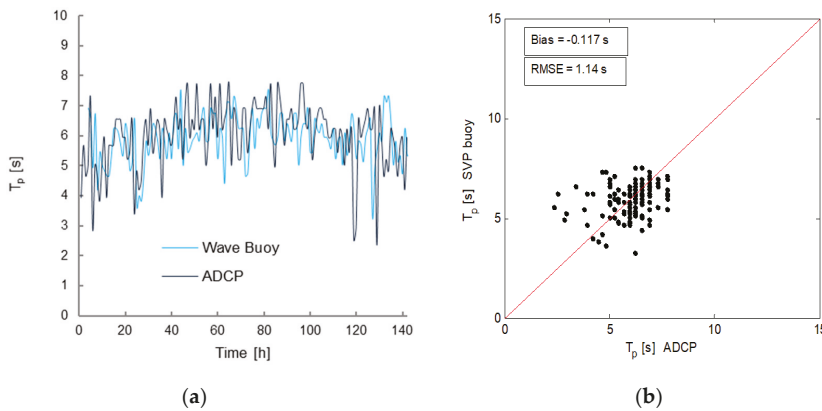 10
9
8
7
6
5
4
3
2
1
0
T_p [s]
Wave Buoy
ADCP
0 20 40 60 80 100 120 140
Time [h]
(a)
15
10
5
0
T_p [s] SVP buoy
Bias = -0.117 s
RMSE = 1.14 s
0 5 10 15
T_p [s] ADCP
(b)